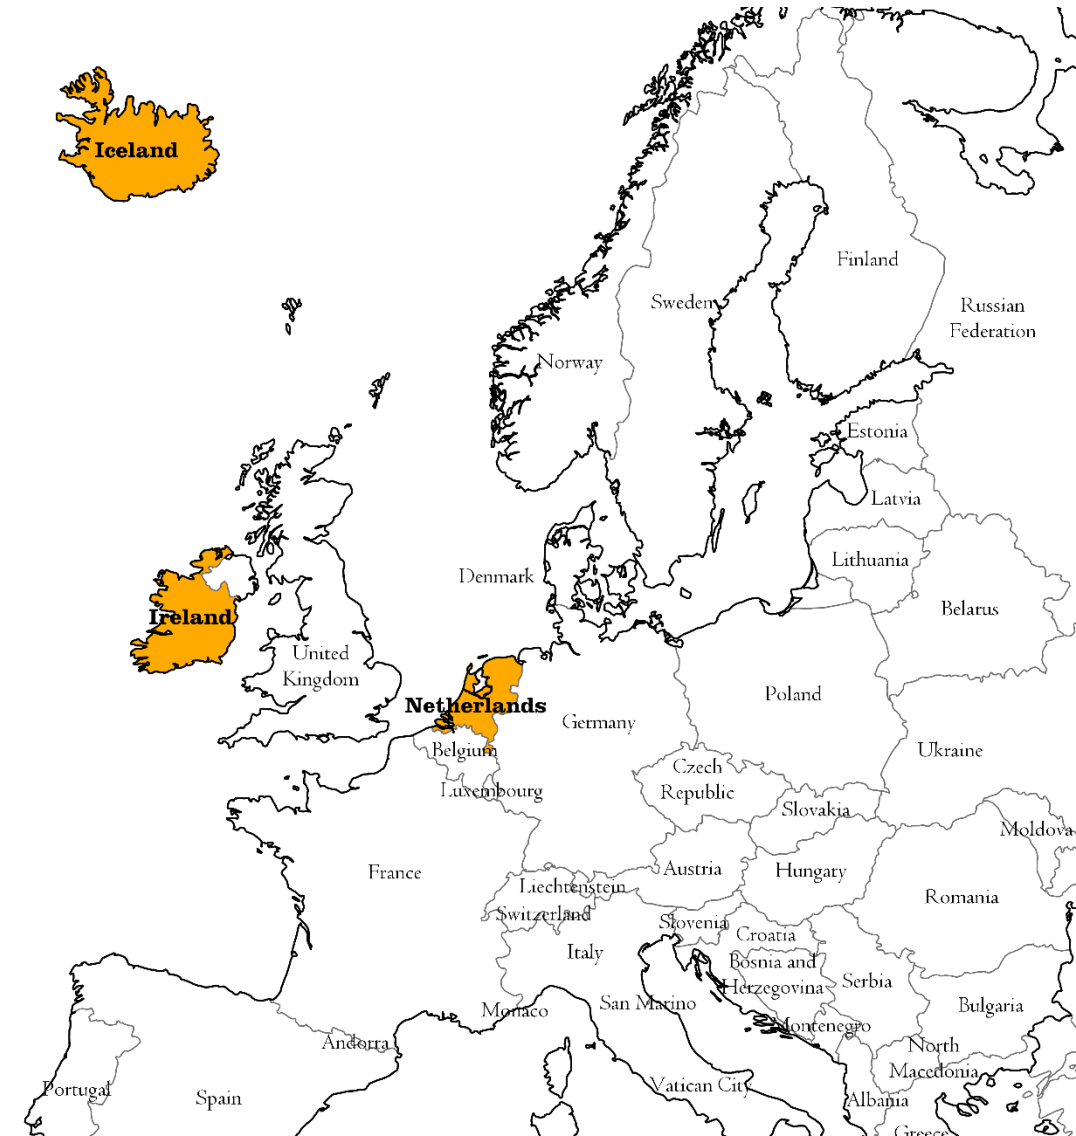 Iceland
Finland
Sweden
Russian
Federation
Norway
Estonia
Latvia
Lithuania
Denmark
Belarus
Ireland
United
Kingdom
Poland
Netherlands
Germany
Belgium
Ukraine
Czech
Republic
Luxembourg
Slovakia
Moldova
France
Austria
Hungary
Liechtenstein
Romania
Switzerland
Slovenia
Croatia
Italy
Bosnia and
Herzegovina
Serbia
San Marino
Bulgaria
Monaco
Montenegro
Andorra
North
Macedonia
Vatican City
Portugal
Spain
Albania
Greece